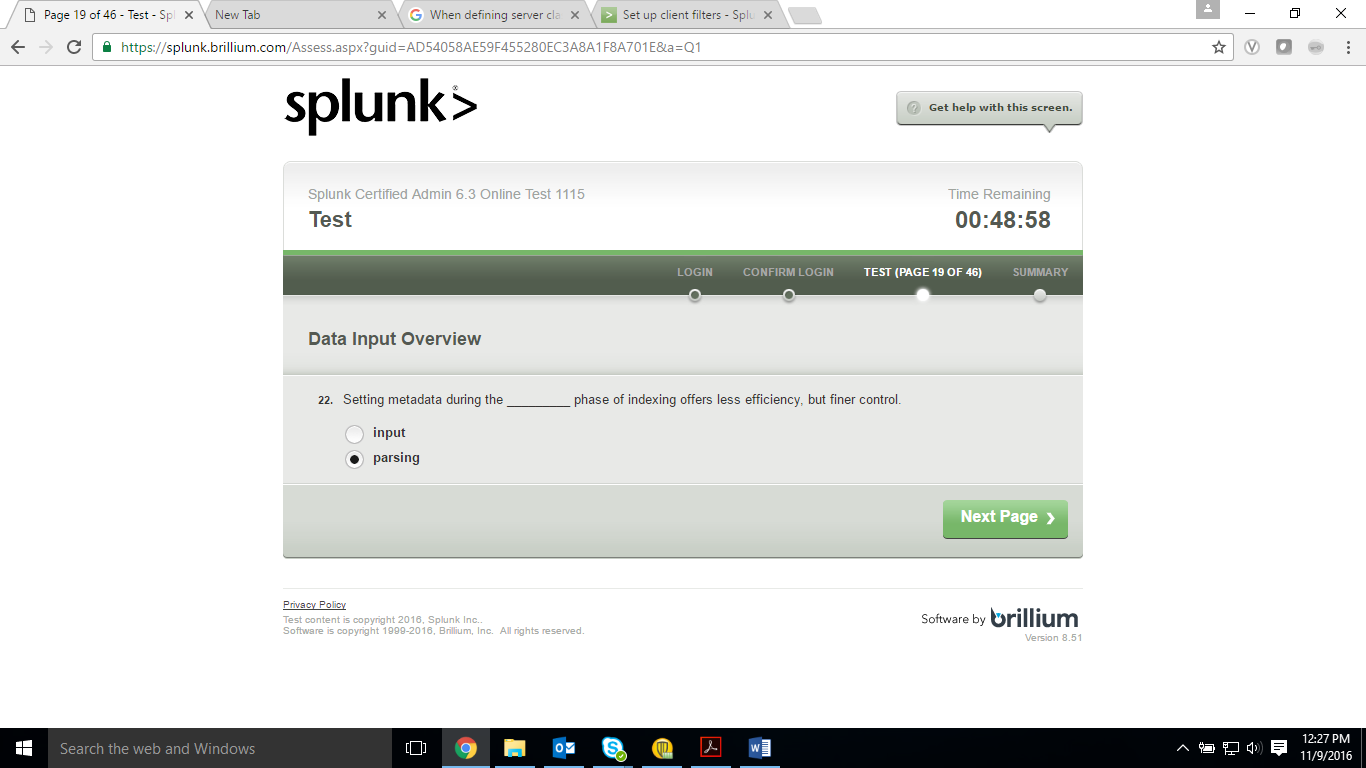 Page 19 of 46 - Test - Spl
New Tab
When defining server cla
Set up client filters - Splu
https://splunk.brillium.com/Assess.aspx?guid=AD54058AE59F455280EC3A8A1F8A701E&a=Q1
splunk>
Get help with this screen.
Splunk Certified Admin 6.3 Online Test 1115
Time Remaining
Test
00:48:58
LOGIN CONFIRM LOGIN TEST (PAGE 19 OF 46) SUMMARY
Data Input Overview
22. Setting metadata during the _________ phase of indexing offers less efficiency, but finer control.
input
parsing
Next Page
Privacy Policy
Test content is copyright 2016, Splunk Inc..
Software is copyright 1999-2016, Brillium, Inc. All rights reserved.
Software by brillium
Version 8.51
Search the web and Windows
12:27 PM
11/9/2016